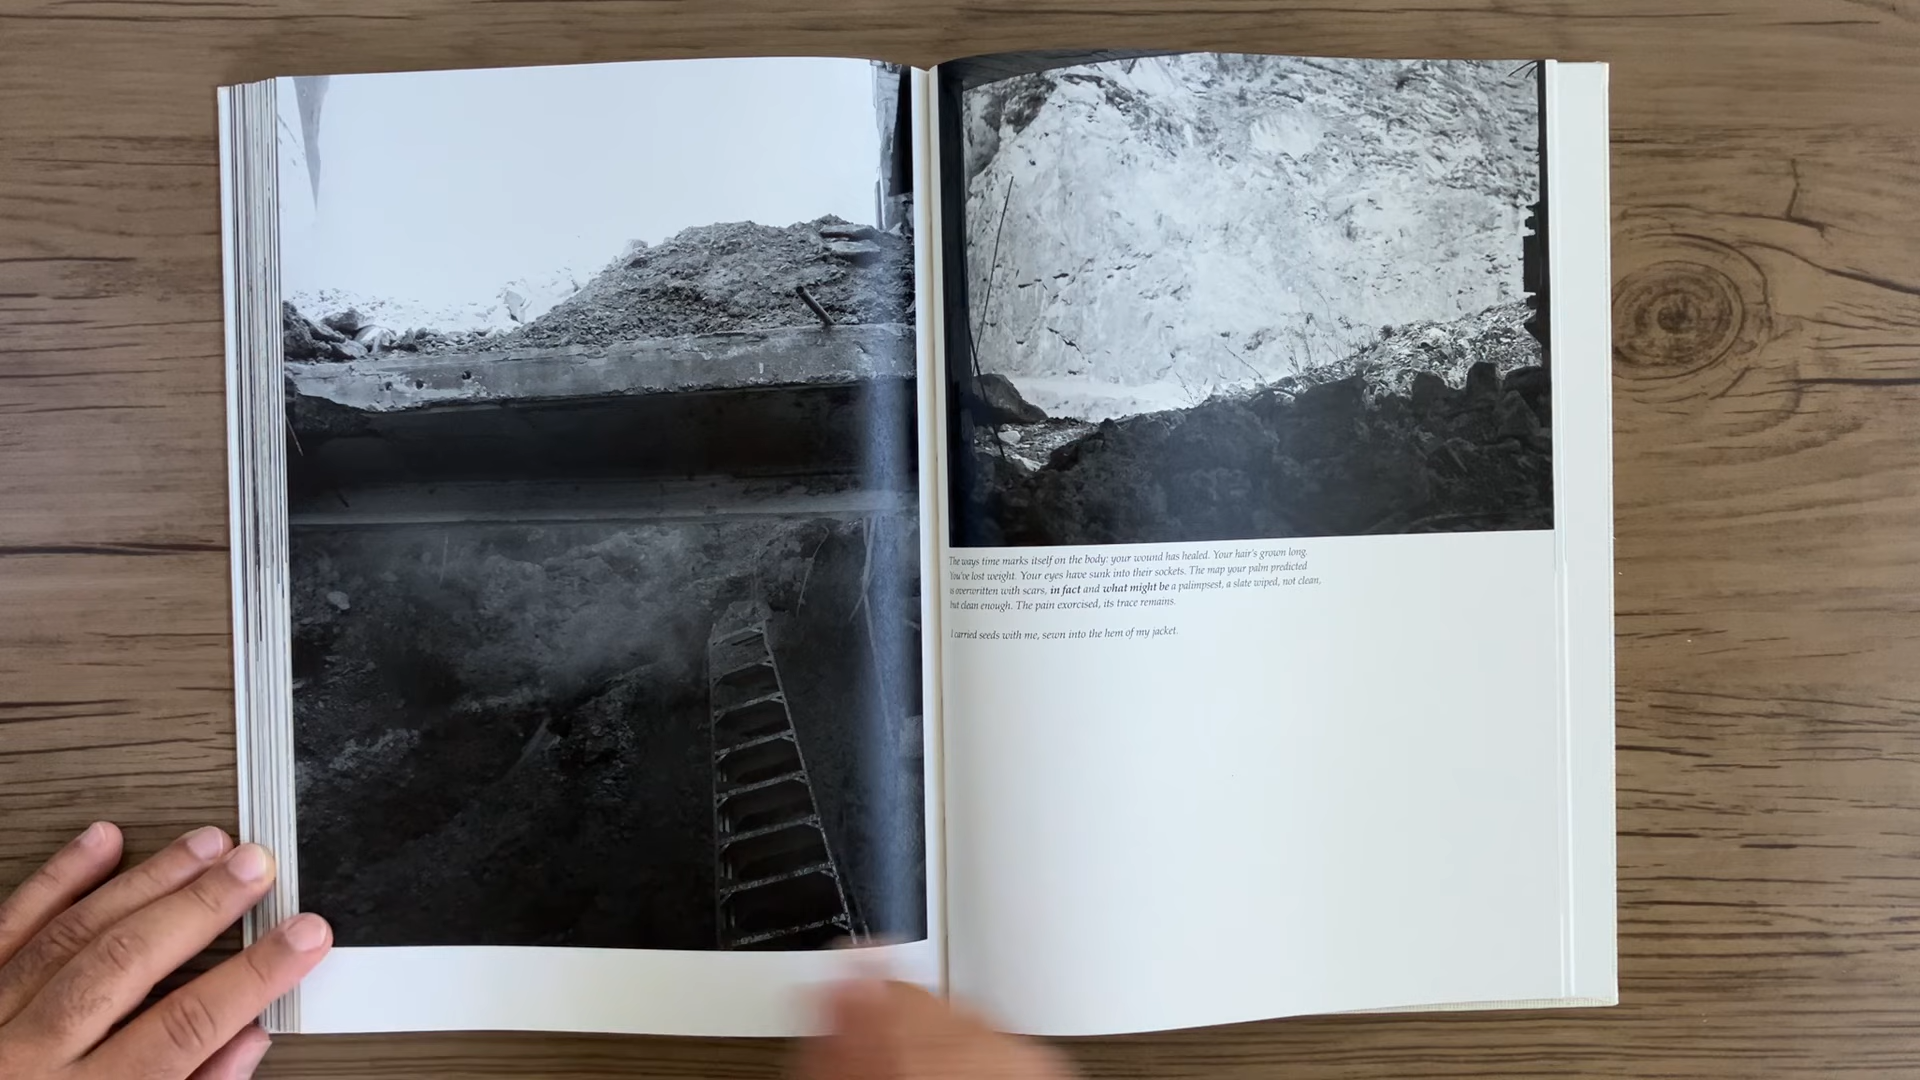 The ways time marks itself on the body: your wound has healed. Your hair's grown long.
You've lost weight. Your eyes have sunk into their sockets. The map your palm predicted
is overwritten with scars, in fact and what might be a palimpsest, a slate wiped, not clean,
but clean enough. The pain exorcised, its trace remains.
I carried seeds with me, sewn into the hem of my jacket.